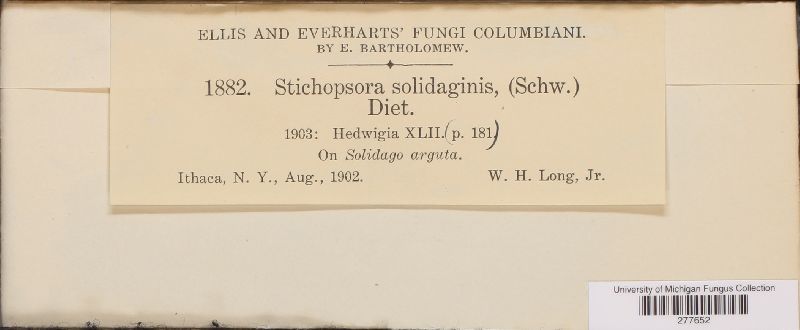 ELLIS AND EVERHARTS' FUNGI COLUMBIANI.
BY E. BARTHOLOMEW.
1882. Stichopsora solidaginis, (Schw.)
Diet.
1903: Hedwigia XLII. (p. 181)
On Solidago arguta.
Ithaca, N. Y., Aug., 1902. W. H. Long, Jr.
University of Michigan Fungus Collection
277652